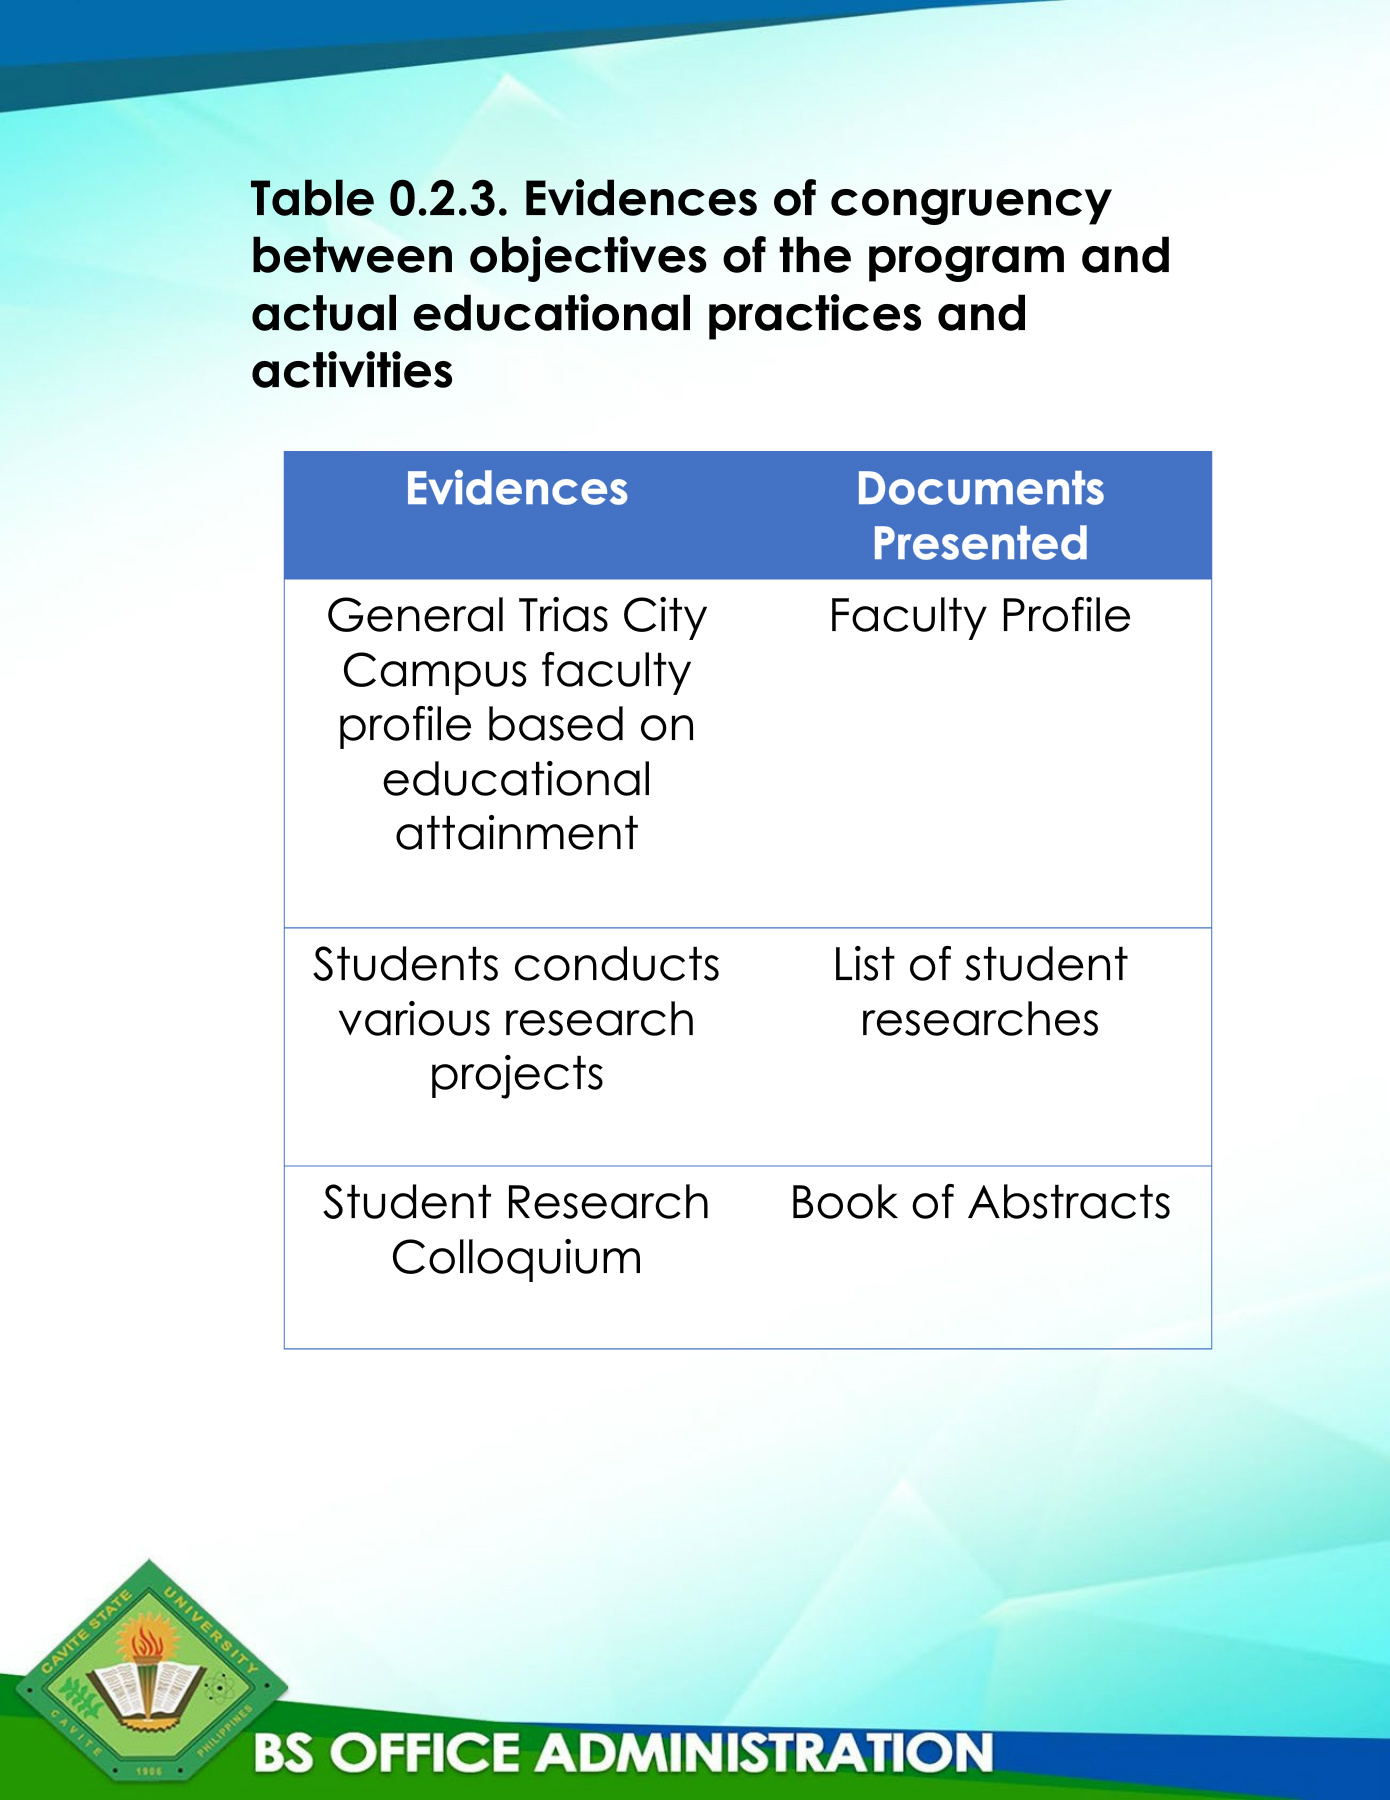 Table 0.2.3. Evidences of congruency
between objectives of the program and
actual educational practices and
activities
Evidences
Documents
Presented
General Trias City
Campus faculty
profile based on
educational
attainment
Faculty Profile
Students conducts
various research
projects
List of student
researches
Student Research
Colloquium
Book of Abstracts
CAVITE STATE UNIVERSITY
CAVITE
1906
PHILIPPINES
BS OFFICE ADMINISTRATION